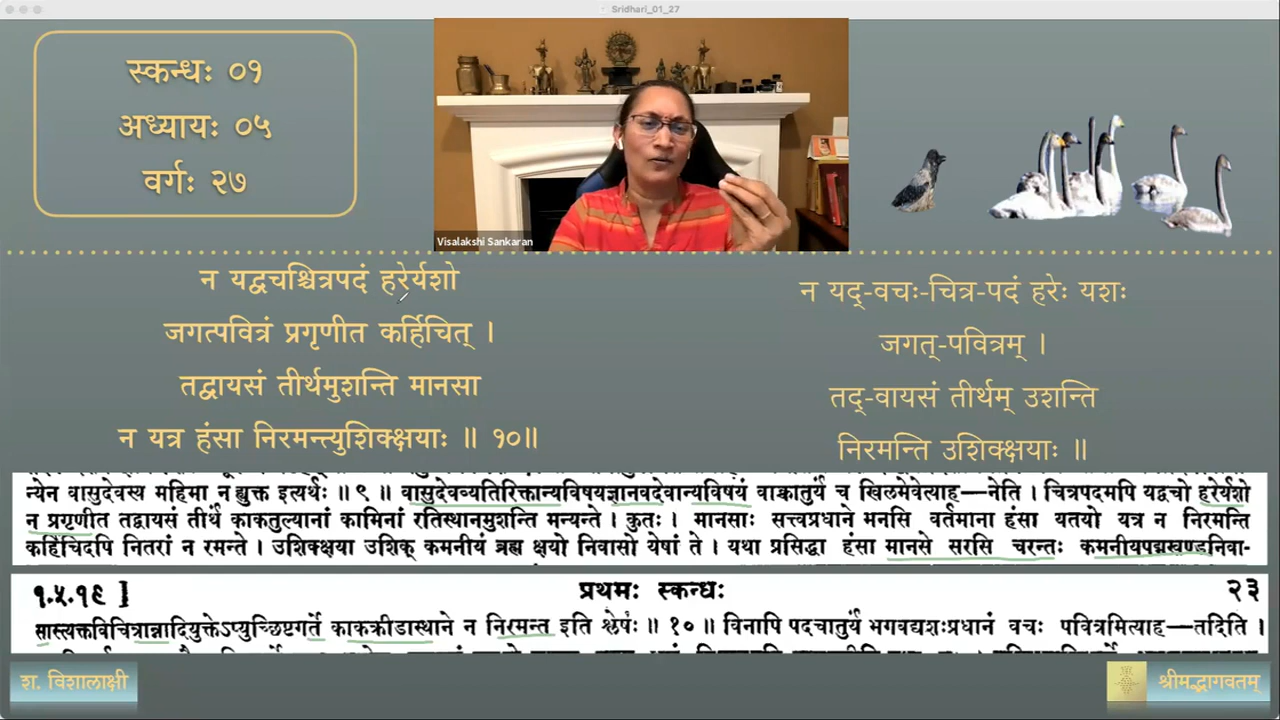 Sridhari_01_27
स्कन्धः ०१
अध्यायः ०५
वर्गः २७
Visalakshi Sankaran
न यद्वचश्चित्रपदं हरेर्यशो
जगत्पवित्रं प्रगृणीत कर्हिचित् ।
तद्वायसं तीर्थमुशन्ति मानसा
न यत्र हंसा निरमन्त्युशिक्क्षयाः ॥ १०॥
न यद्-वचः-चित्र-पदं हरेः यशः
जगत्-पवित्रम् ।
तद्-वायसं तीर्थम् उशन्ति
निरमन्ति उशिक्क्षयाः ॥
न्येन वासुदेवस्य महिमा न ह्युक्त इत्यर्थः ॥ ९ ॥ वासुदेवव्यतिरिक्तान्यविषयज्ञानवदेवान्यविषयं वाक्चातुर्यं च खिलमेवेत्याह—नेति । चित्रपदमपि यद्वचो हरेर्यशो
न प्रगृणीत तद्वायसं तीर्थं काकतुल्यानां कामिनां रतिस्थानमुशन्ति मन्यन्ते । कुतः । मानसाः सत्त्वप्रधाने मनसि वर्तमाना हंसा यतयो यत्र न निरमन्ति
कर्हिचिदपि नितरां न रमन्ते । उशिक्क्षया उशिक् कमनीयं ब्रह्म क्षयो निवासो येषां ते । यथा प्रसिद्धा हंसा मानसे सरसि चरन्तः कमनीयपद्मखण्डनिवा-
१.५.१९ ]
प्रथमः स्कन्धः
२३
सास्त्यक्तविचित्रान्नादियुक्तेऽप्युच्छिष्टगर्ते काकक्रीडास्थाने न निरमन्त इति श्लेषः ॥ १० ॥ विनापि पदचातुर्यं भगवद्यशःप्रधानं वचः पवित्रमित्याह—तदिति ।
श. विशालाक्षी
श्रीमद्भागवतम्